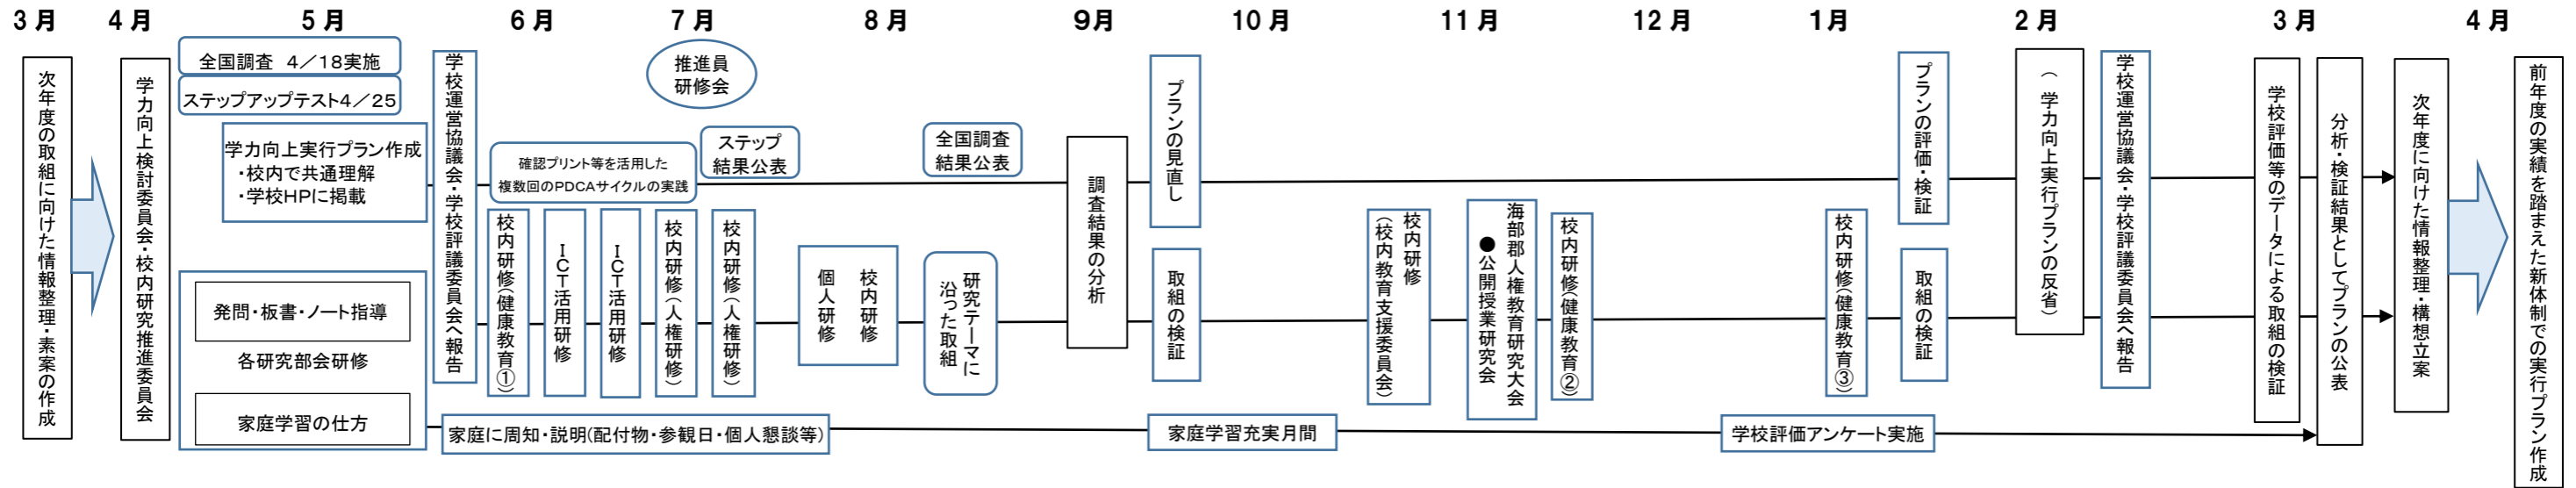 3月 4月 5月 6月 7月 8月 9月 10月 11月 12月 1月 2月 3月 4月
次年度の取組に向けた情報整理・素案の作成
学力向上検討委員会・校内研究推進委員会
全国調査 4／18実施
ステップアップテスト4／25
学力向上実行プラン作成
・校内で共通理解
・学校HPに掲載
発問・板書・ノート指導
各研究部会研修
家庭学習の仕方
学校運営協議会・学校評議委員会へ報告
推進員
研修会
確認プリント等を活用した
複数回のPDCAサイクルの実践
ステップ
結果公表
全国調査
結果公表
校内研修(健康教育①)
ICT活用研修
ICT活用研修
校内研修(人権研修)
校内研修(人権研修)
校内研修
個人研修
研究テーマに
沿った取組
家庭に周知・説明(配付物・参観日・個人懇談等)
調査結果の分析
プランの見直し
取組の検証
家庭学習充実月間
校内研修
(校内教育支援委員会)
海部郡人権教育研究大会
●公開授業研究会
校内研修(健康教育②)
学校評価アンケート実施
校内研修(健康教育③)
プランの評価・検証
取組の検証
(学力向上実行プランの反省)
学校運営協議会・学校評議委員会へ報告
学校評価等のデータによる取組の検証
分析・検証結果としてプランの公表
次年度に向けた情報整理・構想立案
前年度の実績を踏まえた新体制での実行プラン作成